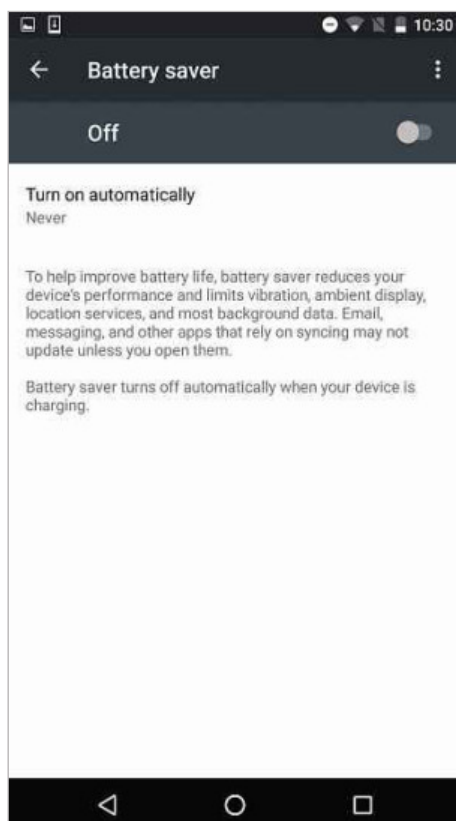 10:30
Battery saver
Off
Turn on automatically
Never
To help improve battery life, battery saver reduces your
device's performance and limits vibration, ambient display,
location services, and most background data. Email,
messaging, and other apps that rely on syncing may not
update unless you open them.
Battery saver turns off automatically when your device is
charging.